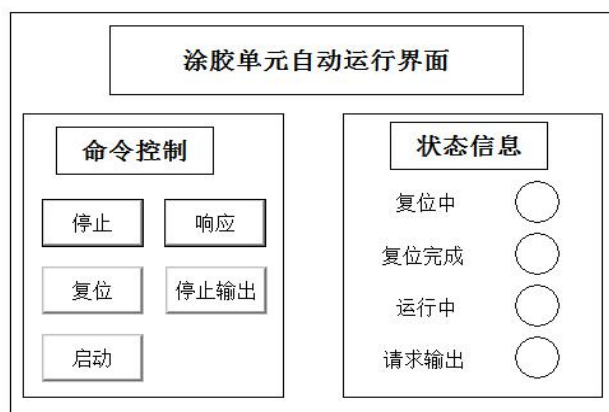 涂胶单元自动运行界面
命令控制
停止
响应
复位
停止输出
启动
状态信息
复位中
复位完成
运行中
请求输出